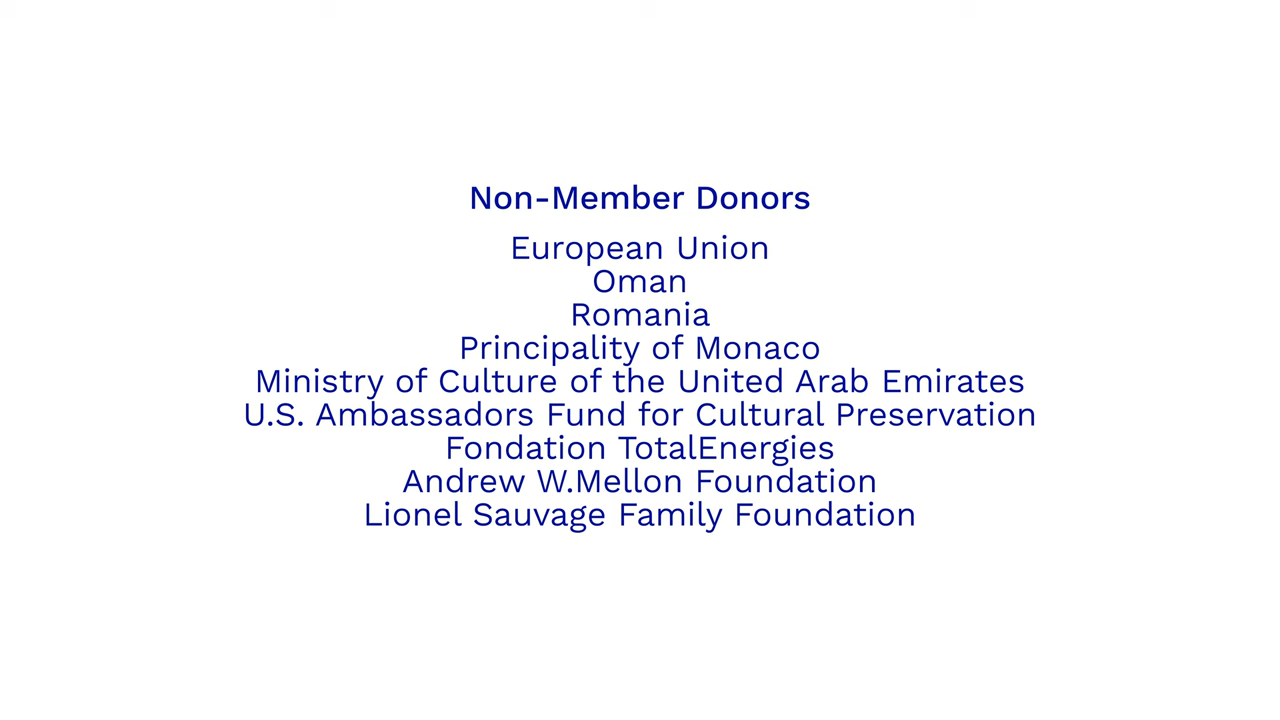 Non-Member Donors
European Union
Oman
Romania
Principality of Monaco
Ministry of Culture of the United Arab Emirates
U.S. Ambassadors Fund for Cultural Preservation
Fondation TotalEnergies
Andrew W.Mellon Foundation
Lionel Sauvage Family Foundation